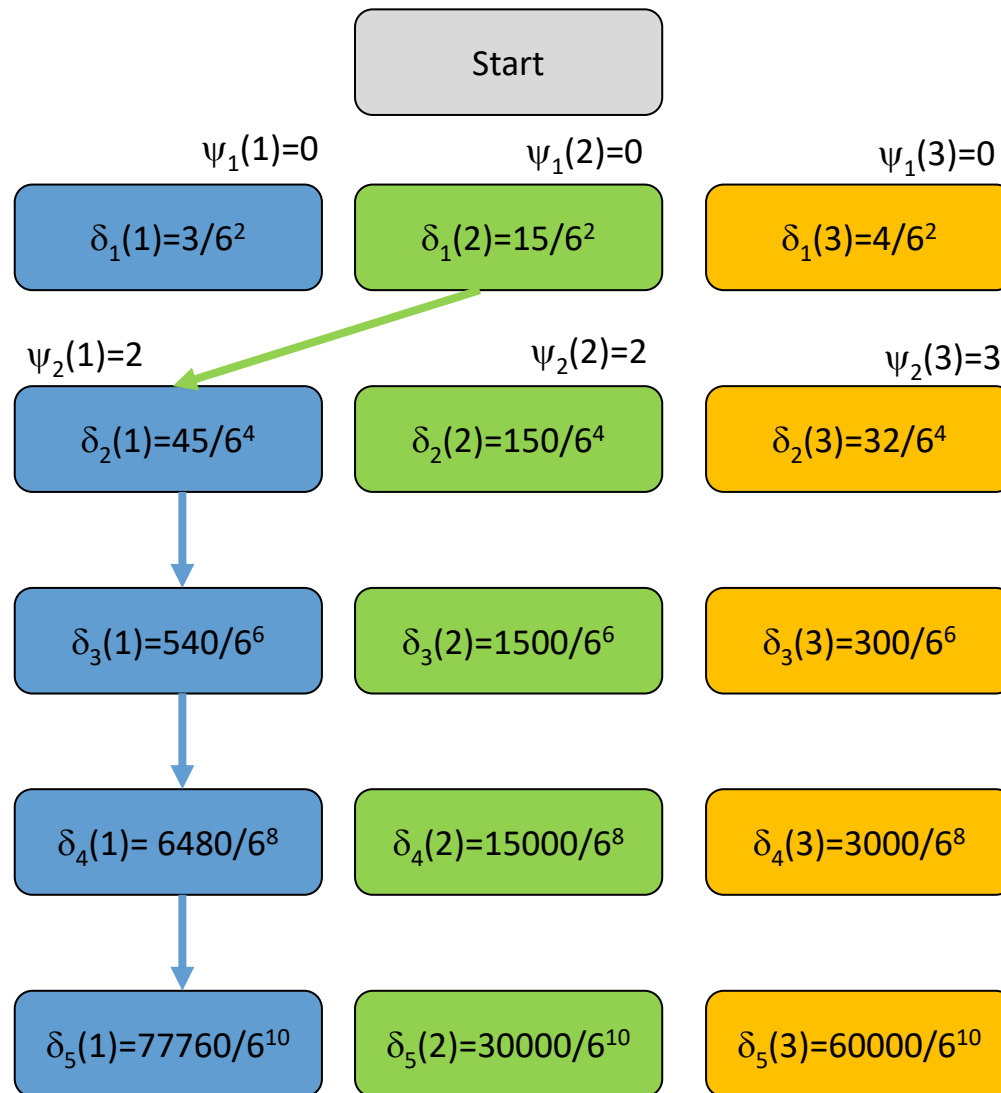 Start
ψ₁(1)=0 ψ₁(2)=0 ψ₁(3)=0
δ₁(1)=3/6² δ₁(2)=15/6² δ₁(3)=4/6²
ψ₂(1)=2 ψ₂(2)=2 ψ₂(3)=3
δ₂(1)=45/6⁴ δ₂(2)=150/6⁴ δ₂(3)=32/6⁴
δ₃(1)=540/6⁶ δ₃(2)=1500/6⁶ δ₃(3)=300/6⁶
δ₄(1)= 6480/6⁸ δ₄(2)=15000/6⁸ δ₄(3)=3000/6⁸
δ₅(1)=77760/6¹⁰ δ₅(2)=30000/6¹⁰ δ₅(3)=60000/6¹⁰